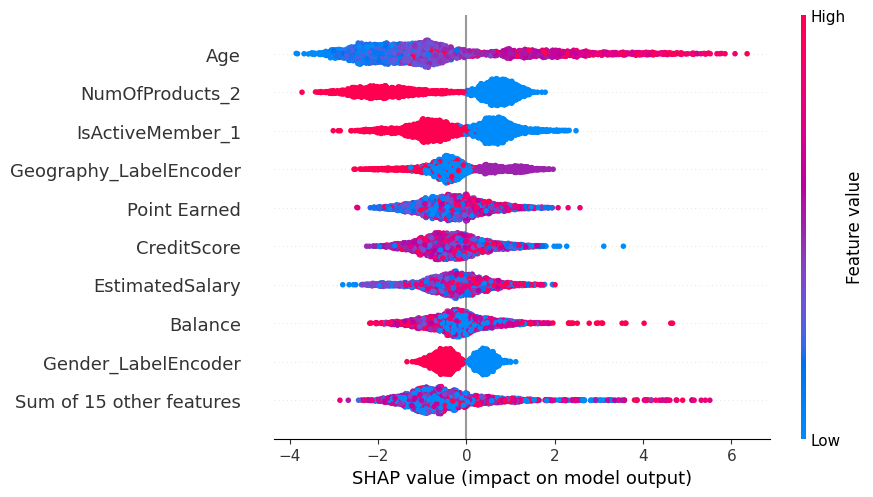 High
Age
NumOfProducts_2
IsActiveMember_1
Geography_LabelEncoder
Point Earned
CreditScore
EstimatedSalary
Balance
Gender_LabelEncoder
Sum of 15 other features
Feature value
Low
−4 −2 0 2 4 6
SHAP value (impact on model output)